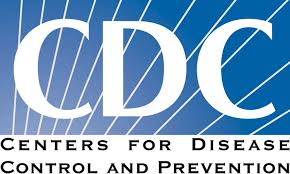 CDC
Centers for Disease
Control and Prevention